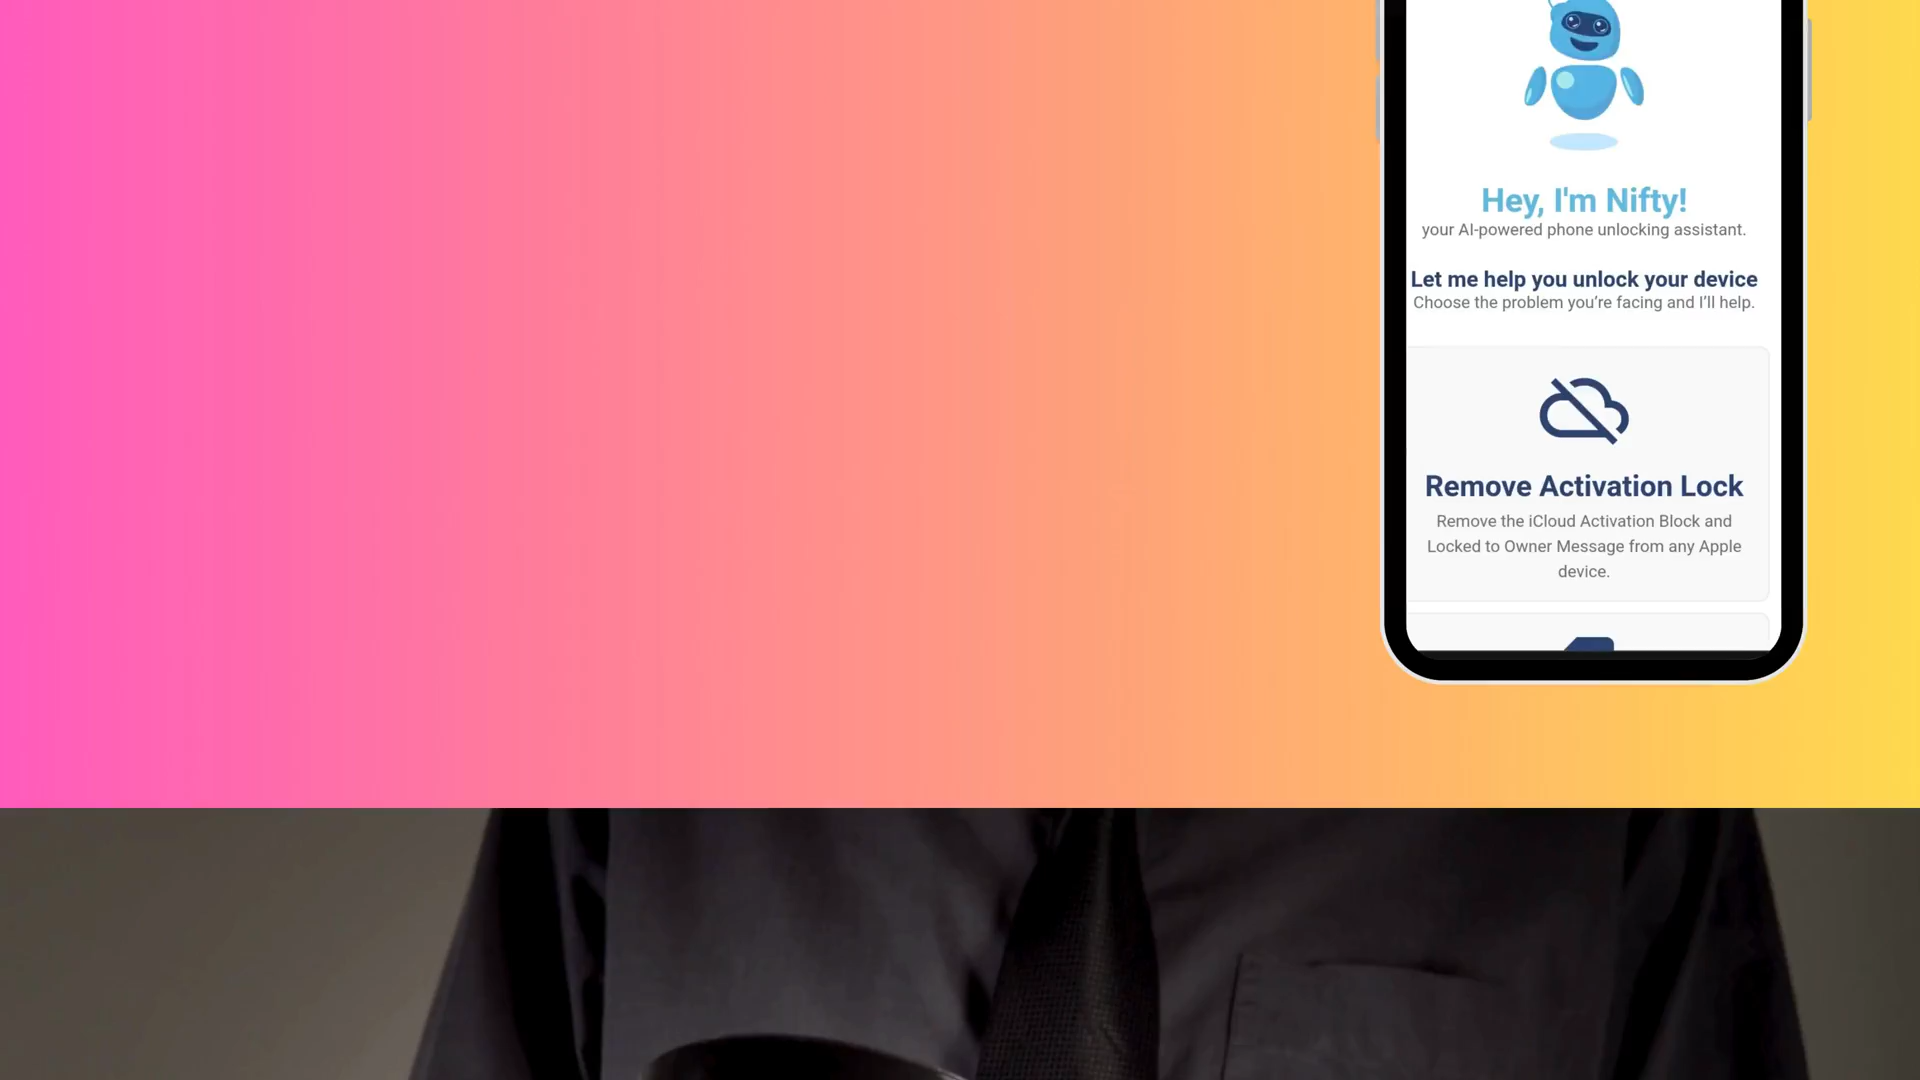 Hey, I'm Nifty!
your AI-powered phone unlocking assistant.
Let me help you unlock your device
Choose the problem you’re facing and I’ll help.
Remove Activation Lock
Remove the iCloud Activation Block and
Locked to Owner Message from any Apple
device.